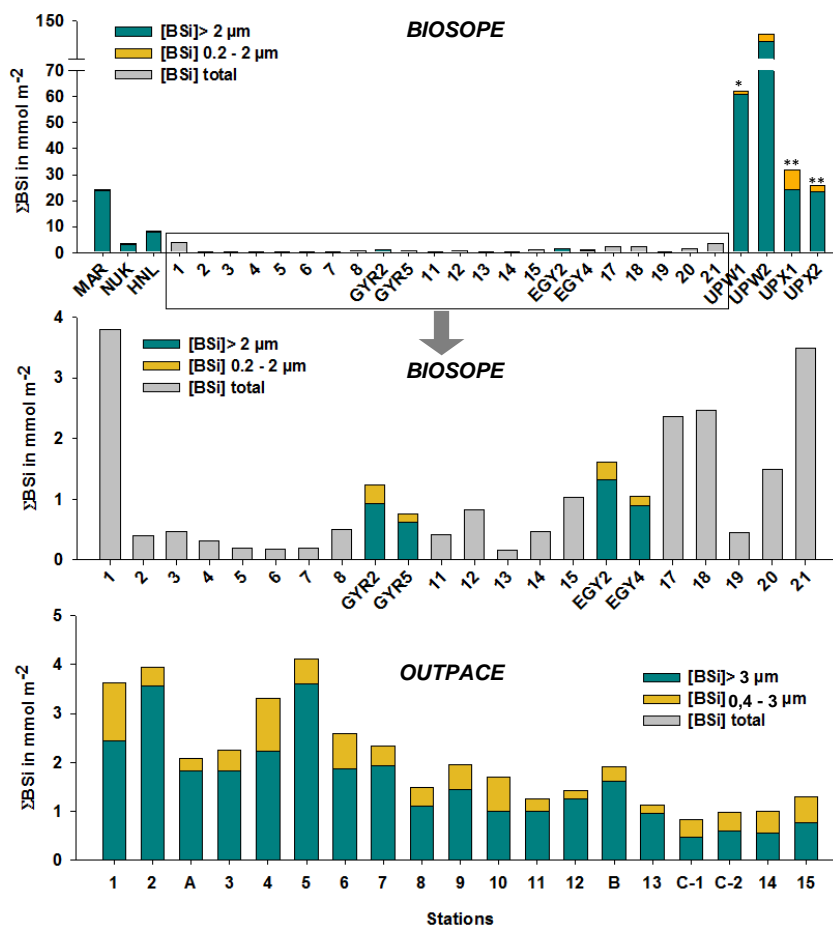 BIOSOPE
[BSi]> 2 µm
[BSi] 0.2 - 2 µm
[BSi] total
ΣBSi in mmol m-2
150
70
60
50
40
30
20
10
0
*
**
**
MAR NUK HNL 1 2 3 4 5 6 7 8 GYR2 GYR5 11 12 13 14 15 EGY2 EGY4 17 18 19 20 21 UPW1 UPW2 UPX1 UPX2
BIOSOPE
[BSi]> 2 µm
[BSi] 0.2 - 2 µm
[BSi] total
ΣBSi in mmol m-2
4
3
2
1
0
1 2 3 4 5 6 7 8 GYR2 GYR5 11 12 13 14 15 EGY2 EGY4 17 18 19 20 21
OUTPACE
[BSi]> 3 µm
[BSi] 0,4 - 3 µm
[BSi] total
ΣBSi in mmol m-2
5
4
3
2
1
0
1 2 A 3 4 5 6 7 8 9 10 11 12 B 13 C-1 C-2 14 15
Stations